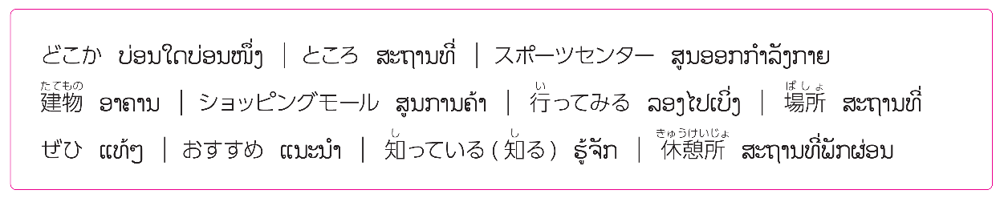 どこか ບ່ອນໃດບ່ອນໜຶ່ງ | ところ ສະຖານທີ່ | スポーツセンター ສູນອອກກຳລັງກາຍ
たてもの い ばしょ
建物 ອາຄານ | ショッピングモール ສູນການຄ້າ | 行ってみる ລອງໄປເບິ່ງ | 場所 ສະຖານທີ່
し し きゅうけいじょ
ぜひ ແທ້ໆ | おすすめ ແນະນຳ | 知っている(知る) ຮູ້ຈັກ | 休憩所 ສະຖານທີ່ພັກຜ່ອນ